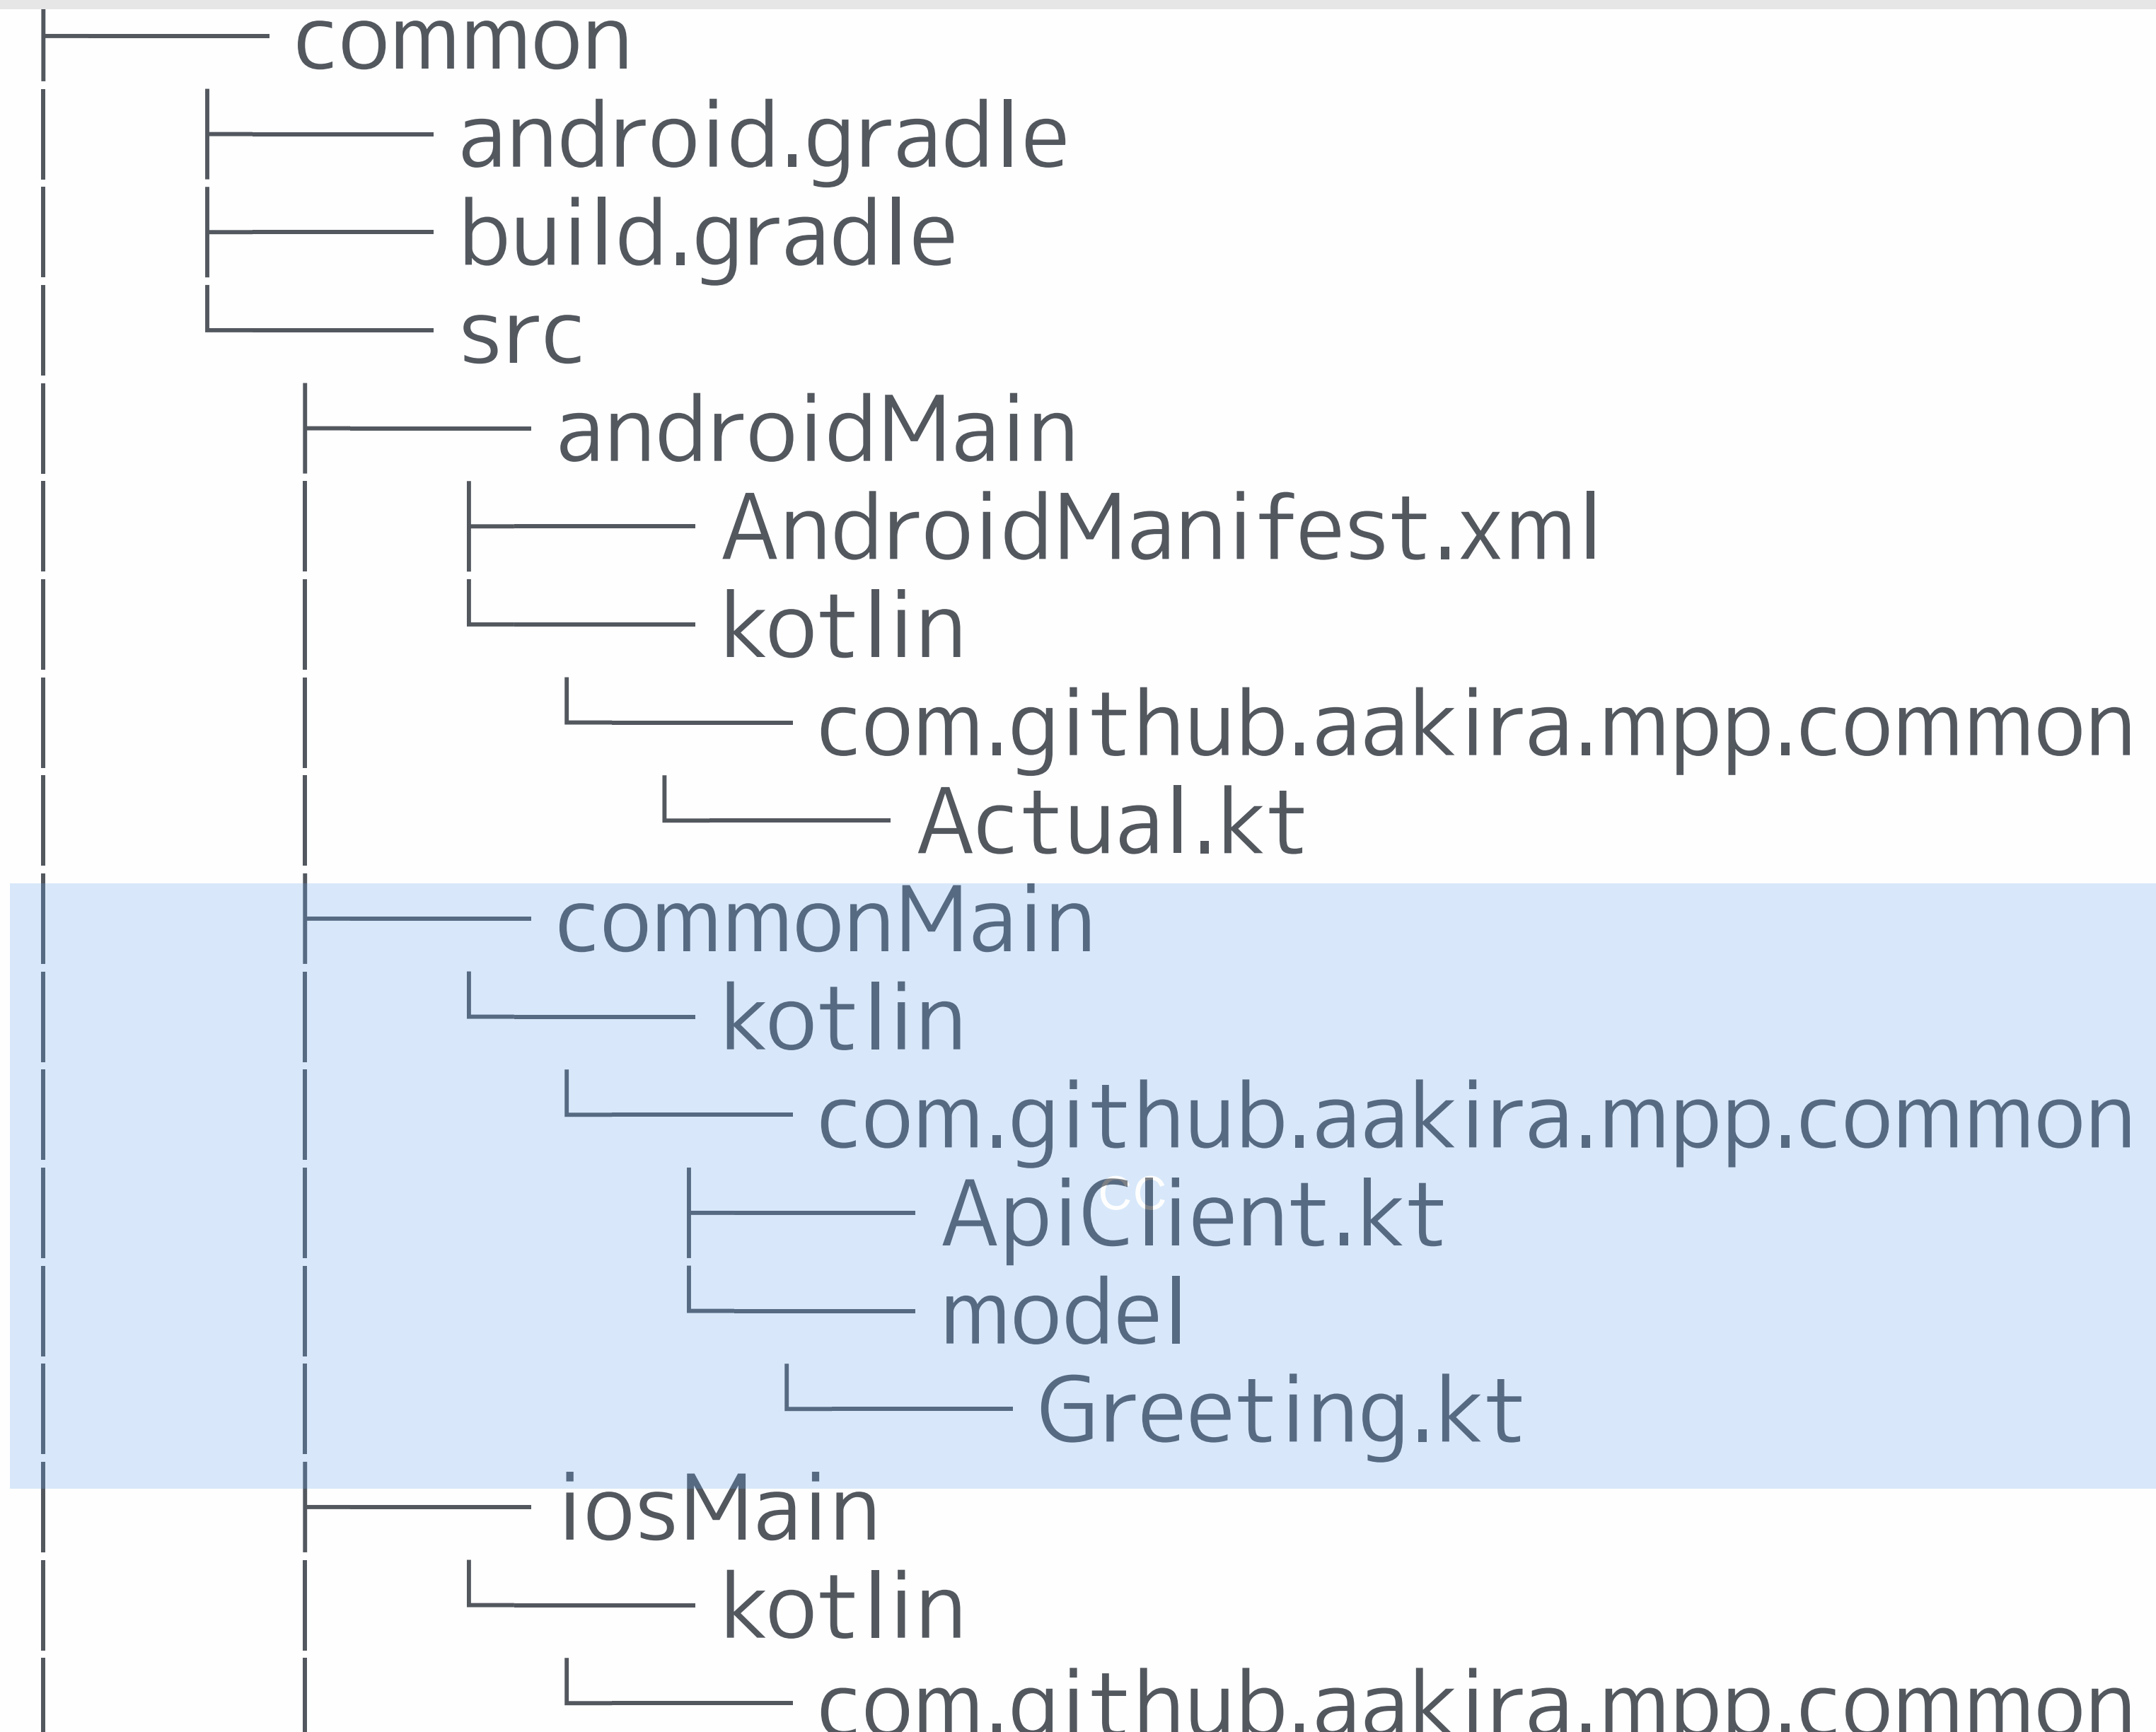 common
android.gradle
build.gradle
src
androidMain
AndroidManifest.xml
kotlin
com.github.aakira.mpp.common
Actual.kt
commonMain
kotlin
com.github.aakira.mpp.common
ApiClient.kt
cc
model
Greeting.kt
iosMain
kotlin
com.github.aakira.mpp.common